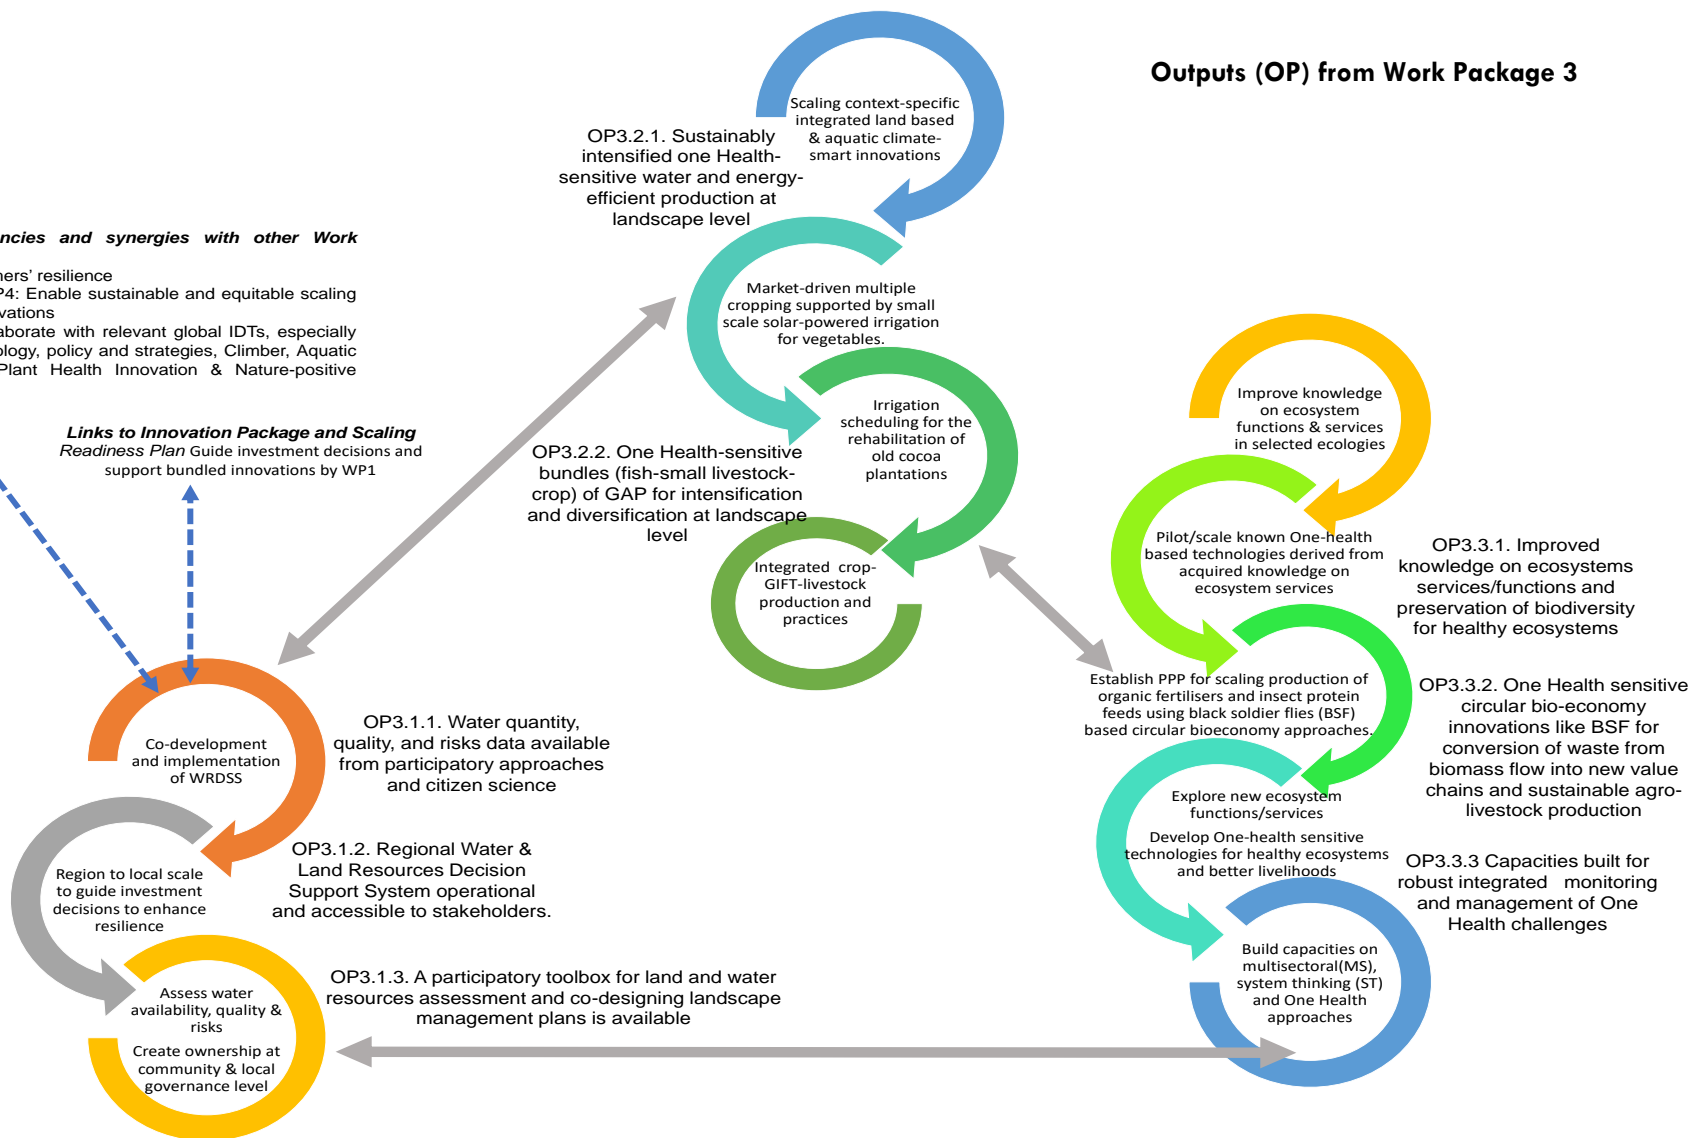 Outputs (OP) from Work Package 3
Scaling context-specific
integrated land based
& aquatic climate-
smart innovations
OP3.2.1. Sustainably
intensified one Health-
sensitive water and energy-
efficient production at
landscape level
Market-driven multiple
cropping supported by small
scale solar-powered irrigation
for vegetables.
Irrigation
scheduling for the
rehabilitation of
old cocoa
plantations
OP3.2.2. One Health-sensitive
bundles (fish-small livestock-
crop) of GAP for intensification
and diversification at landscape
level
Integrated crop-
GIFT-livestock
production and
practices
ncies and synergies with other Work
ners' resilience
P4: Enable sustainable and equitable scaling
vations
aborate with relevant global IDTs, especially
ology, policy and strategies, Climber, Aquatic
Plant Health Innovation & Nature-positive
Links to Innovation Package and Scaling
Readiness Plan Guide investment decisions and
support bundled innovations by WP1
Co-development
and implementation
of WRDSS
OP3.1.1. Water quantity,
quality, and risks data available
from participatory approaches
and citizen science
Region to local scale
to guide investment
decisions to enhance
resilience
OP3.1.2. Regional Water &
Land Resources Decision
Support System operational
and accessible to stakeholders.
Assess water
availability, quality &
risks
Create ownership at
community & local
governance level
OP3.1.3. A participatory toolbox for land and water
resources assessment and co-designing landscape
management plans is available
Improve knowledge
on ecosystem
functions & services
in selected ecologies
Pilot/scale known One-health
based technologies derived from
acquired knowledge on
ecosystem services
OP3.3.1. Improved
knowledge on ecosystems
services/functions and
preservation of biodiversity
for healthy ecosystems
Establish PPP for scaling production of
organic fertilisers and insect protein
feeds using black soldier flies (BSF)
based circular bioeconomy approaches.
OP3.3.2. One Health sensitive
circular bio-economy
innovations like BSF for
conversion of waste from
biomass flow into new value
chains and sustainable agro-
livestock production
Explore new ecosystem
functions/services
Develop One-health sensitive
technologies for healthy ecosystems
and better livelihoods
OP3.3.3 Capacities built for
robust integrated monitoring
and management of One
Health challenges
Build capacities on
multisectoral(MS),
system thinking (ST)
and One Health
approaches